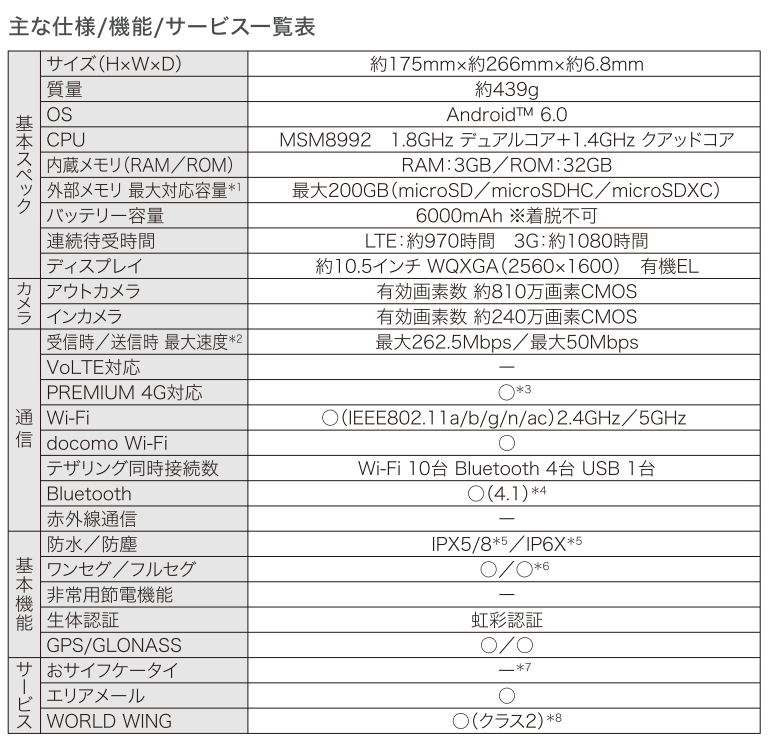 主な仕様/機能/サービス一覧表
基本スペック
サイズ（H×W×D） 約175mm×約266mm×約6.8mm
質量 約439g
OS Android™ 6.0
CPU MSM8992　1.8GHz デュアルコア＋1.4GHz クアッドコア
内蔵メモリ（RAM／ROM） RAM：3GB／ROM：32GB
外部メモリ 最大対応容量*1 最大200GB（microSD／microSDHC／microSDXC）
バッテリー容量 6000mAh ※着脱不可
連続待受時間 LTE：約970時間　3G：約1080時間
ディスプレイ 約10.5インチ WQXGA（2560×1600）　有機EL
カメラ
アウトカメラ 有効画素数 約810万画素CMOS
インカメラ 有効画素数 約240万画素CMOS
通信
受信時／送信時 最大速度*2 最大262.5Mbps／最大50Mbps
VoLTE対応 ー
PREMIUM 4G対応 ○*3
Wi-Fi ○（IEEE802.11a/b/g/n/ac）2.4GHz／5GHz
docomo Wi-Fi ○
テザリング同時接続数 Wi-Fi 10台 Bluetooth 4台 USB 1台
Bluetooth ○（4.1）*4
赤外線通信 ー
基本機能
防水／防塵 IPX5/8*5／IP6X*5
ワンセグ／フルセグ ○／○*6
非常用節電機能 ー
生体認証 虹彩認証
GPS/GLONASS ○／○
サービス
おサイフケータイ ー*7
エリアメール ○
WORLD WING ○（クラス2）*8